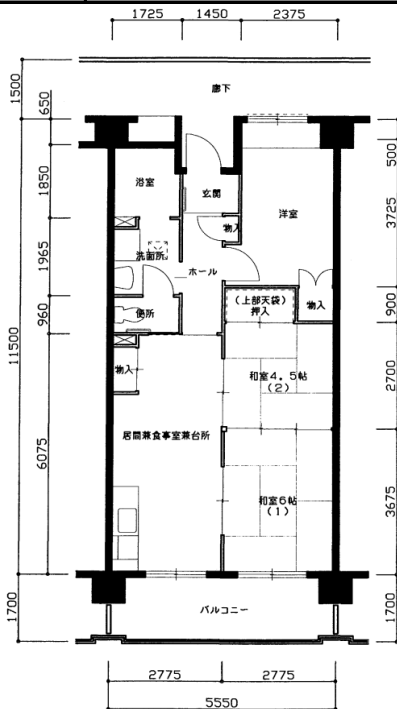 1725
1450
2375
1500
廊下
650
500
浴室
玄関
1850
洋室
3725
物入
洗面所
ホール
1965
物入
(上部天袋)
押入
900
便所
960
物入
和室4.5帖
(2)
2700
11500
居間兼食事室兼台所
6075
和室6帖
(1)
3675
バルコニー
1700
1700
2775
2775
5550